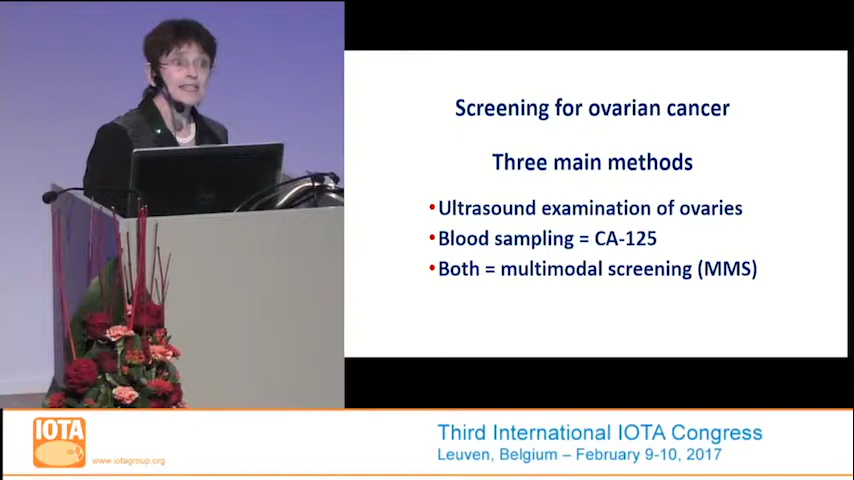 Screening for ovarian cancer
Three main methods
•Ultrasound examination of ovaries
•Blood sampling = CA-125
•Both = multimodal screening (MMS)
IOTA
www.iotagroup.org
Third International IOTA Congress
Leuven, Belgium – February 9-10, 2017